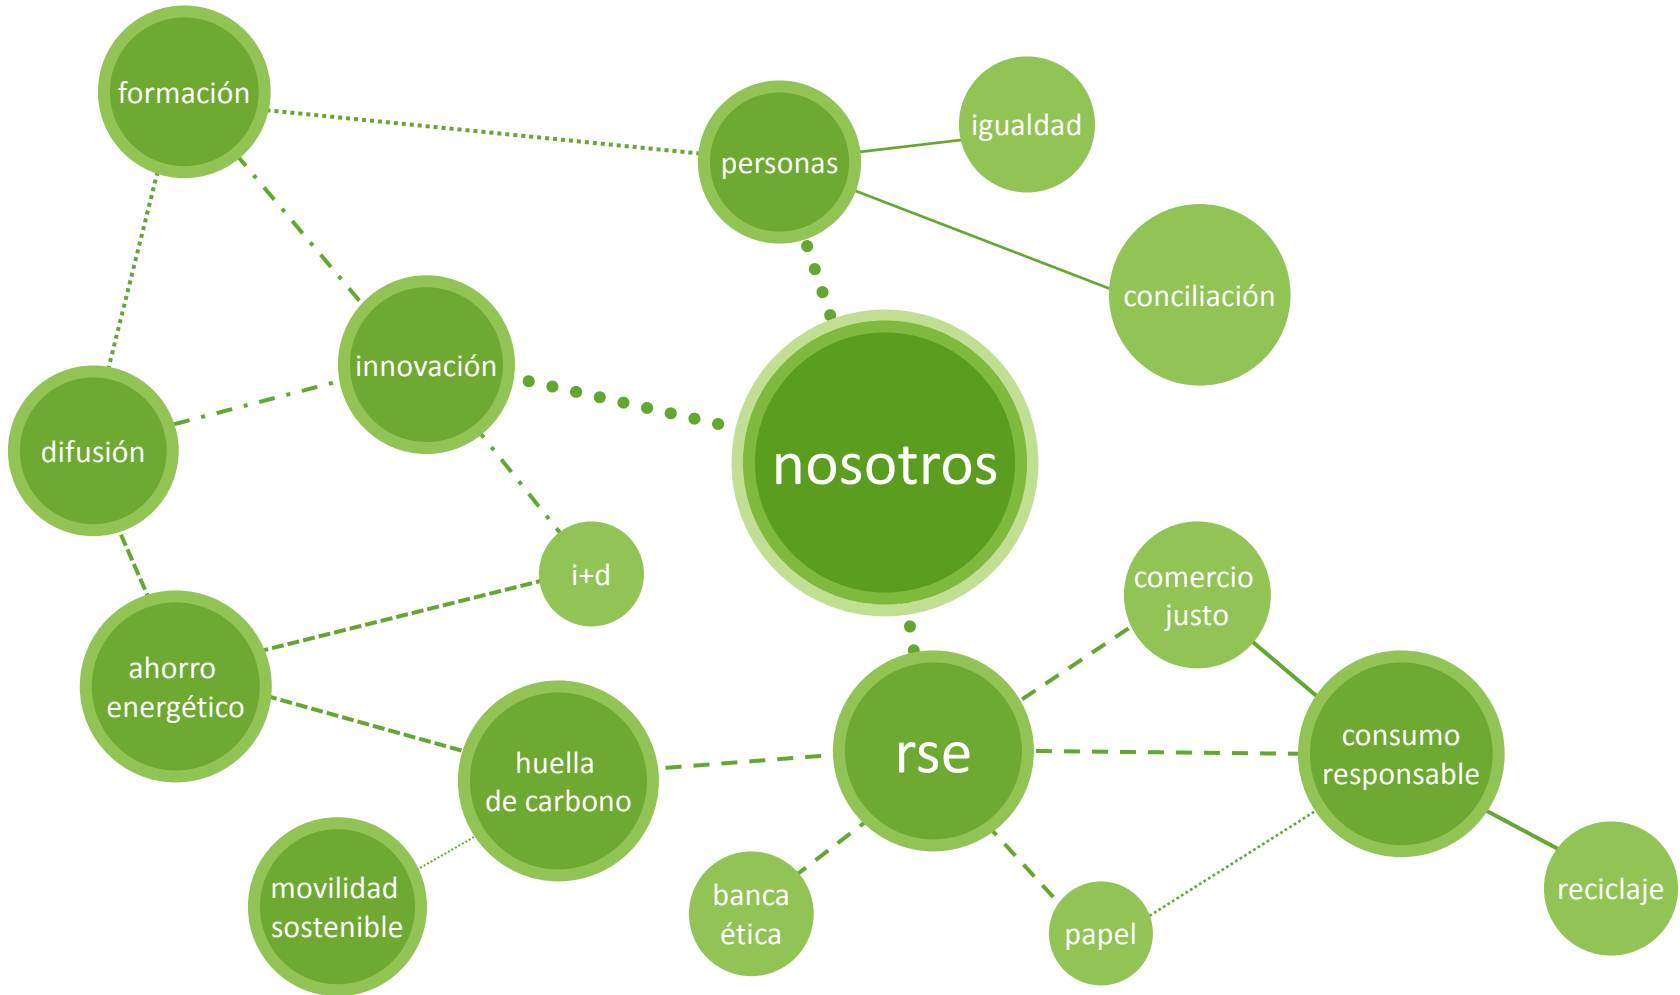 formación
igualdad
personas
conciliación
innovación
difusión
nosotros
i+d
comercio
justo
ahorro
energético
huella
de carbono
rse
consumo
responsable
movilidad
sostenible
banca
ética
papel
reciclaje